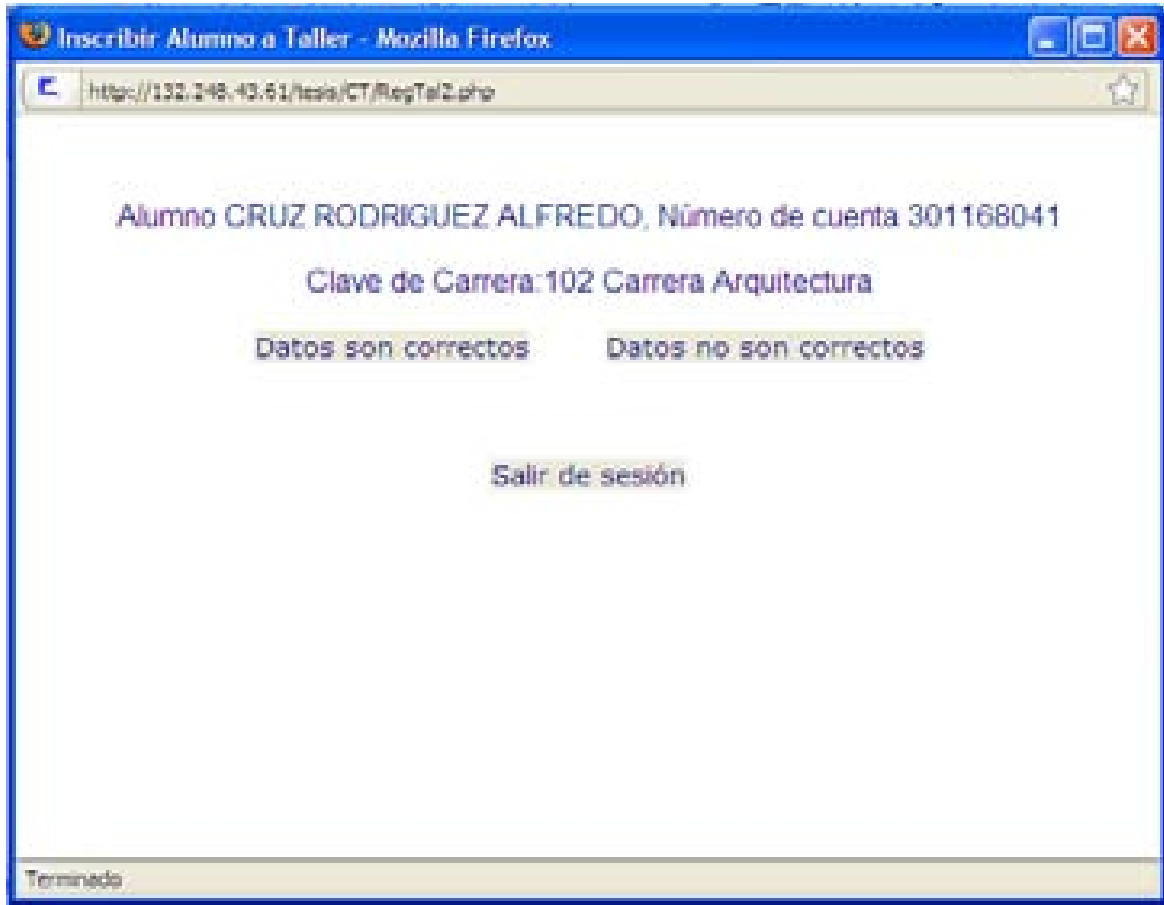 Inscribir Alumno a Taller - Mozilla Firefox
http://132.248.43.61/tesis/CT/RegTal2.php
Alumno CRUZ RODRIGUEZ ALFREDO, Número de cuenta 301168041
Clave de Carrera:102 Carrera Arquitectura
Datos son correctos Datos no son correctos
Salir de sesión
Terminado